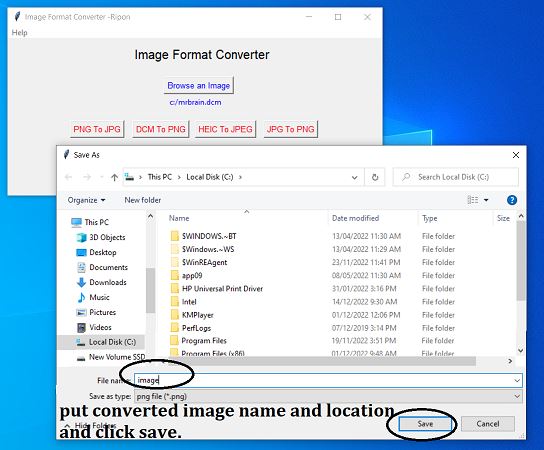 Image Format Converter -Ripon
Help
Image Format Converter
Browse an Image
c:/mrbrain.dcm
PNG To JPG DCM To PNG HEIC To JPEG JPG To PNG
Save As
This PC › Local Disk (C:) › Search Local Disk (C:)
Organize New folder
Name Date modified Type Size
This PC
3D Objects
Desktop
Documents
Downloads
Music
Pictures
Videos
Local Disk (C:)
New Volume SSD
$WINDOWS.~BT 13/04/2022 11:30 AM File folder
$Windows.~WS 13/04/2022 11:29 AM File folder
$WinREAgent 23/11/2022 11:41 PM File folder
app09 08/05/2022 11:30 AM File folder
HP Universal Print Driver 31/01/2022 3:16 PM File folder
Intel 14/12/2022 9:30 AM File folder
KMPlayer 01/12/2022 12:06 PM File folder
PerfLogs 07/12/2019 3:14 PM File folder
Program Files 19/11/2022 3:51 PM File folder
Program Files (x86) 01/12/2022 9:48 AM File folder
File name: image
Save as type: png file (*.png)
put converted image name and location
and click save.
Hide Folders
Save Cancel